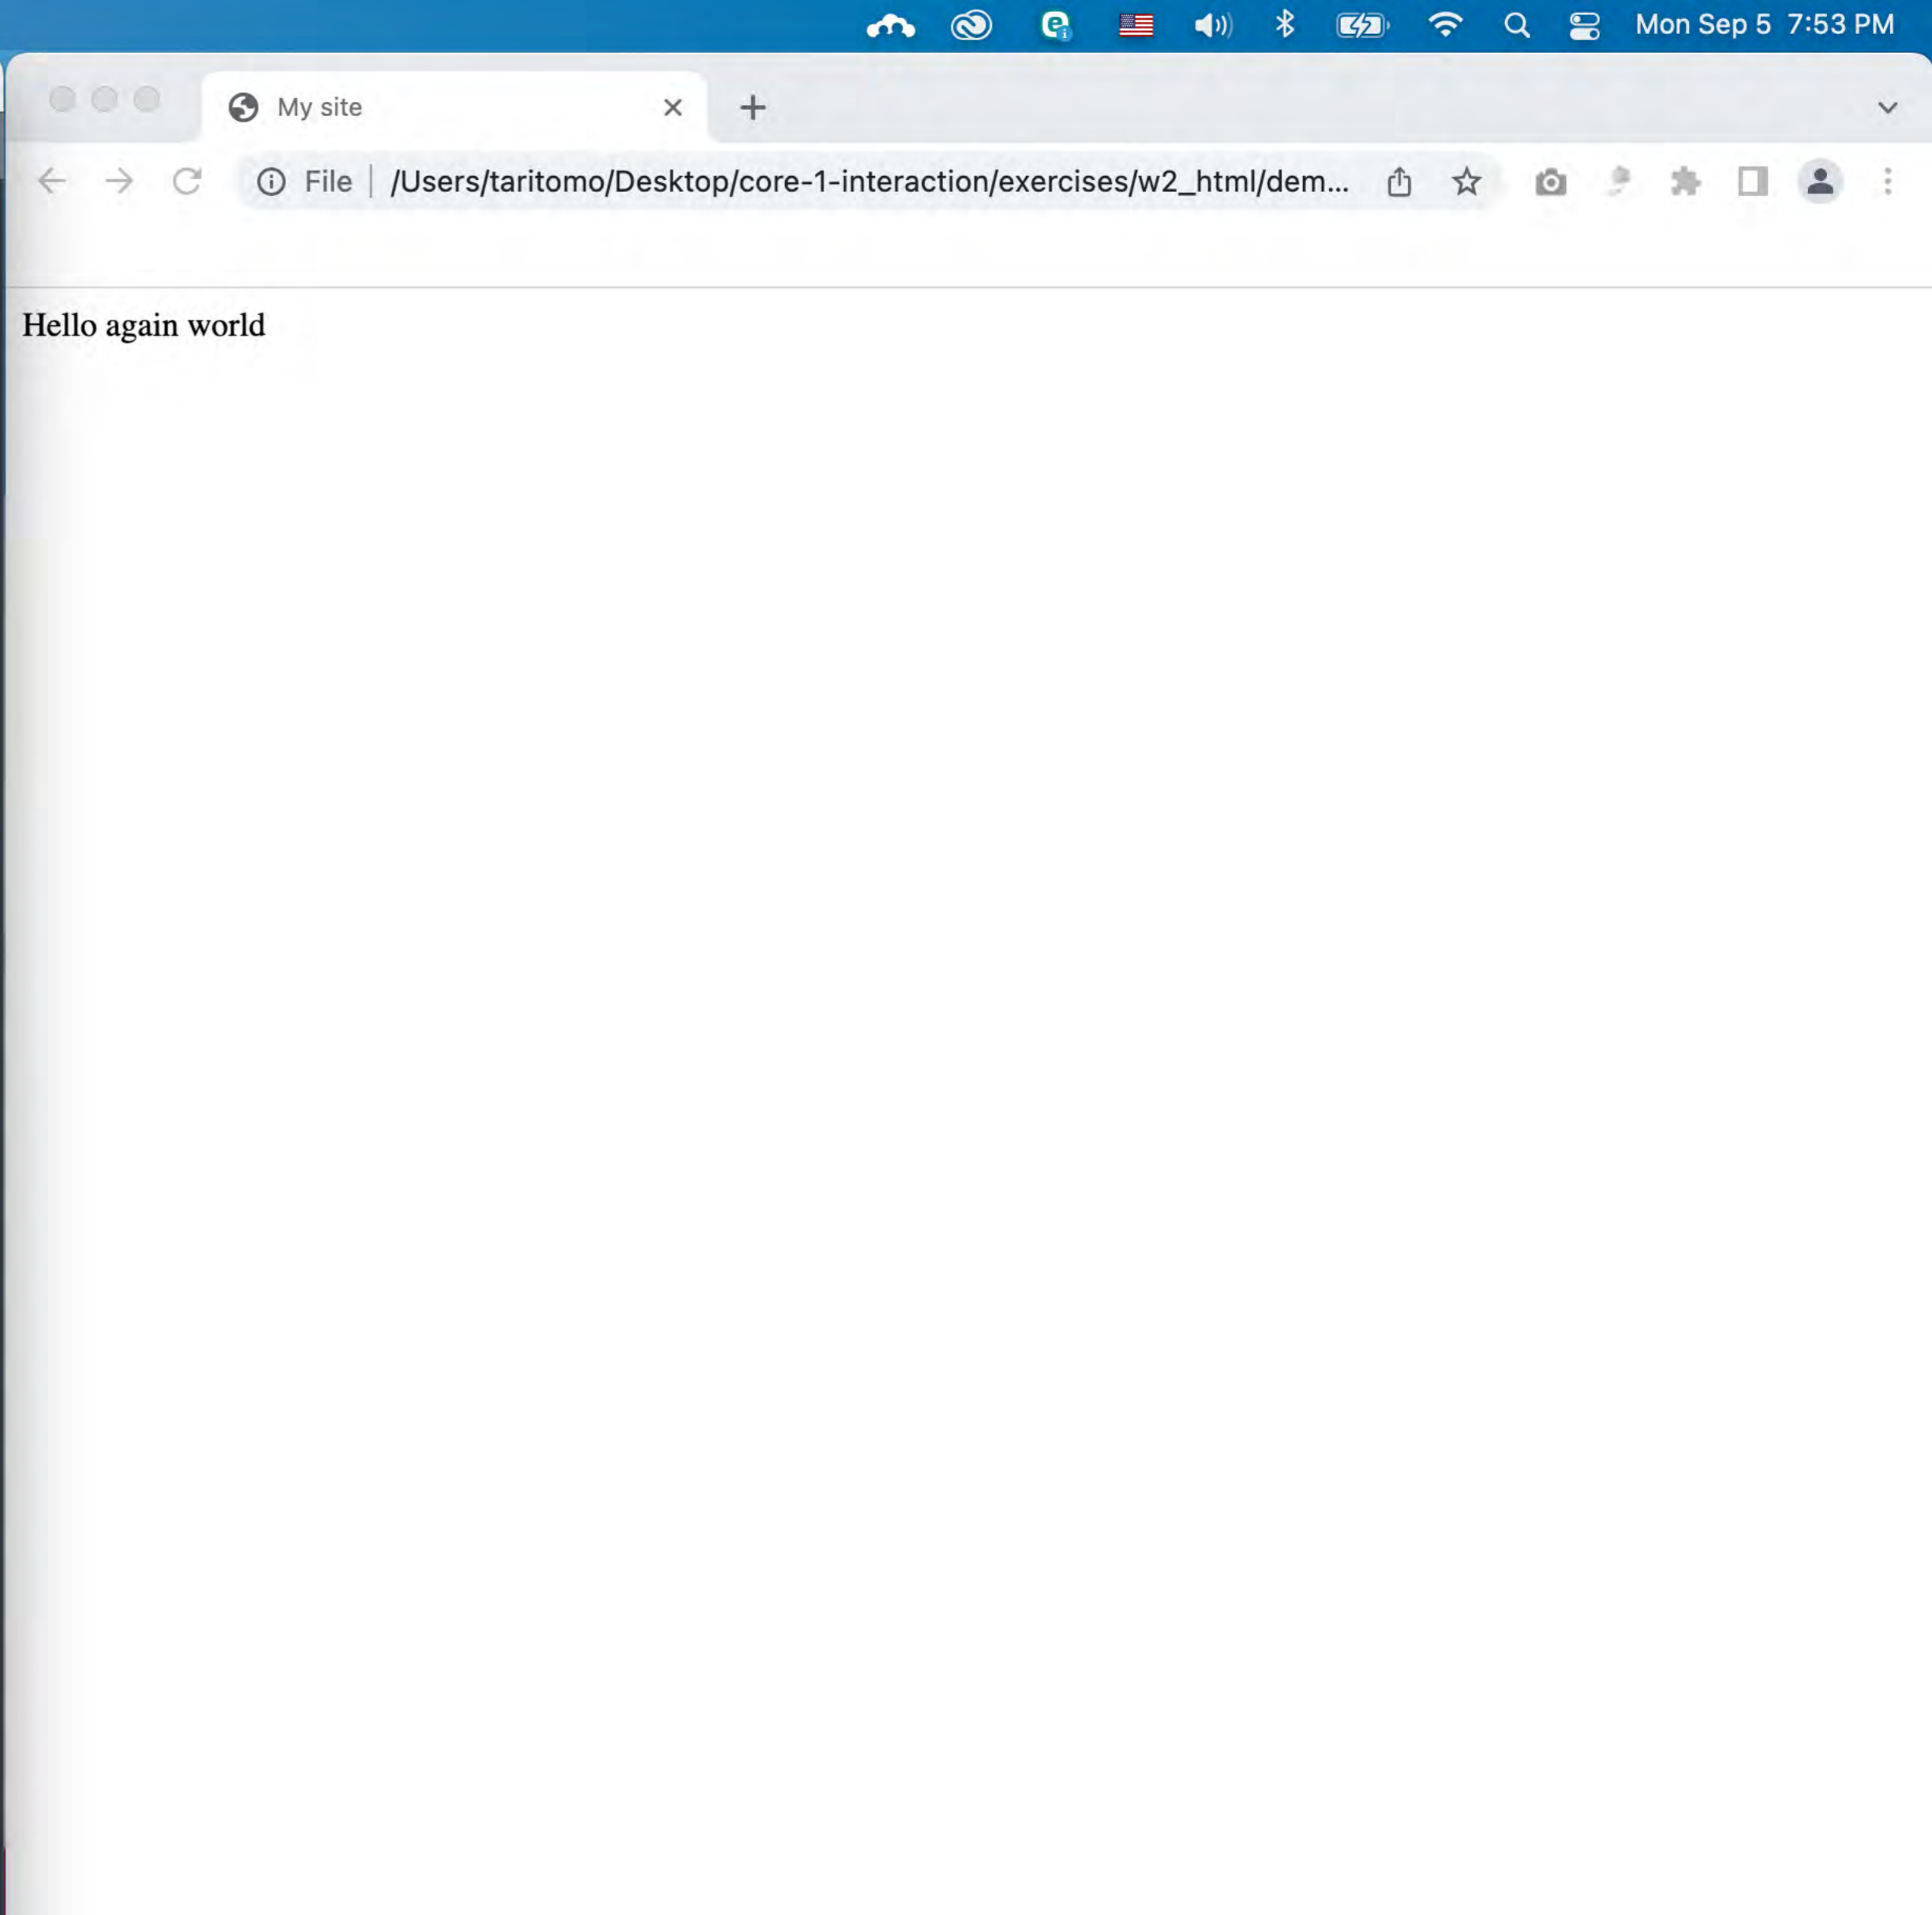 Mon Sep 5 7:53 PM
My site
File /Users/taritomo/Desktop/core-1-interaction/exercises/w2_html/dem...
Hello again world